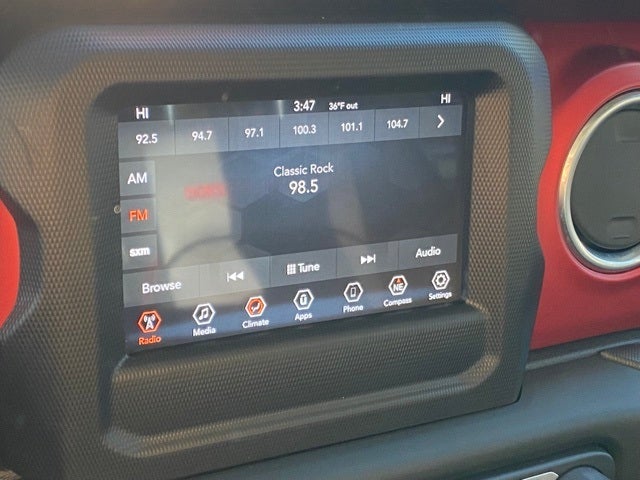 HI 3:47 36°F out HI
92.5 94.7 97.1 100.3 101.1 104.7 >
AM
Classic Rock
98.5
FM
sxm
Browse Tune Audio
Radio Media Climate Apps Phone NE Compass Settings